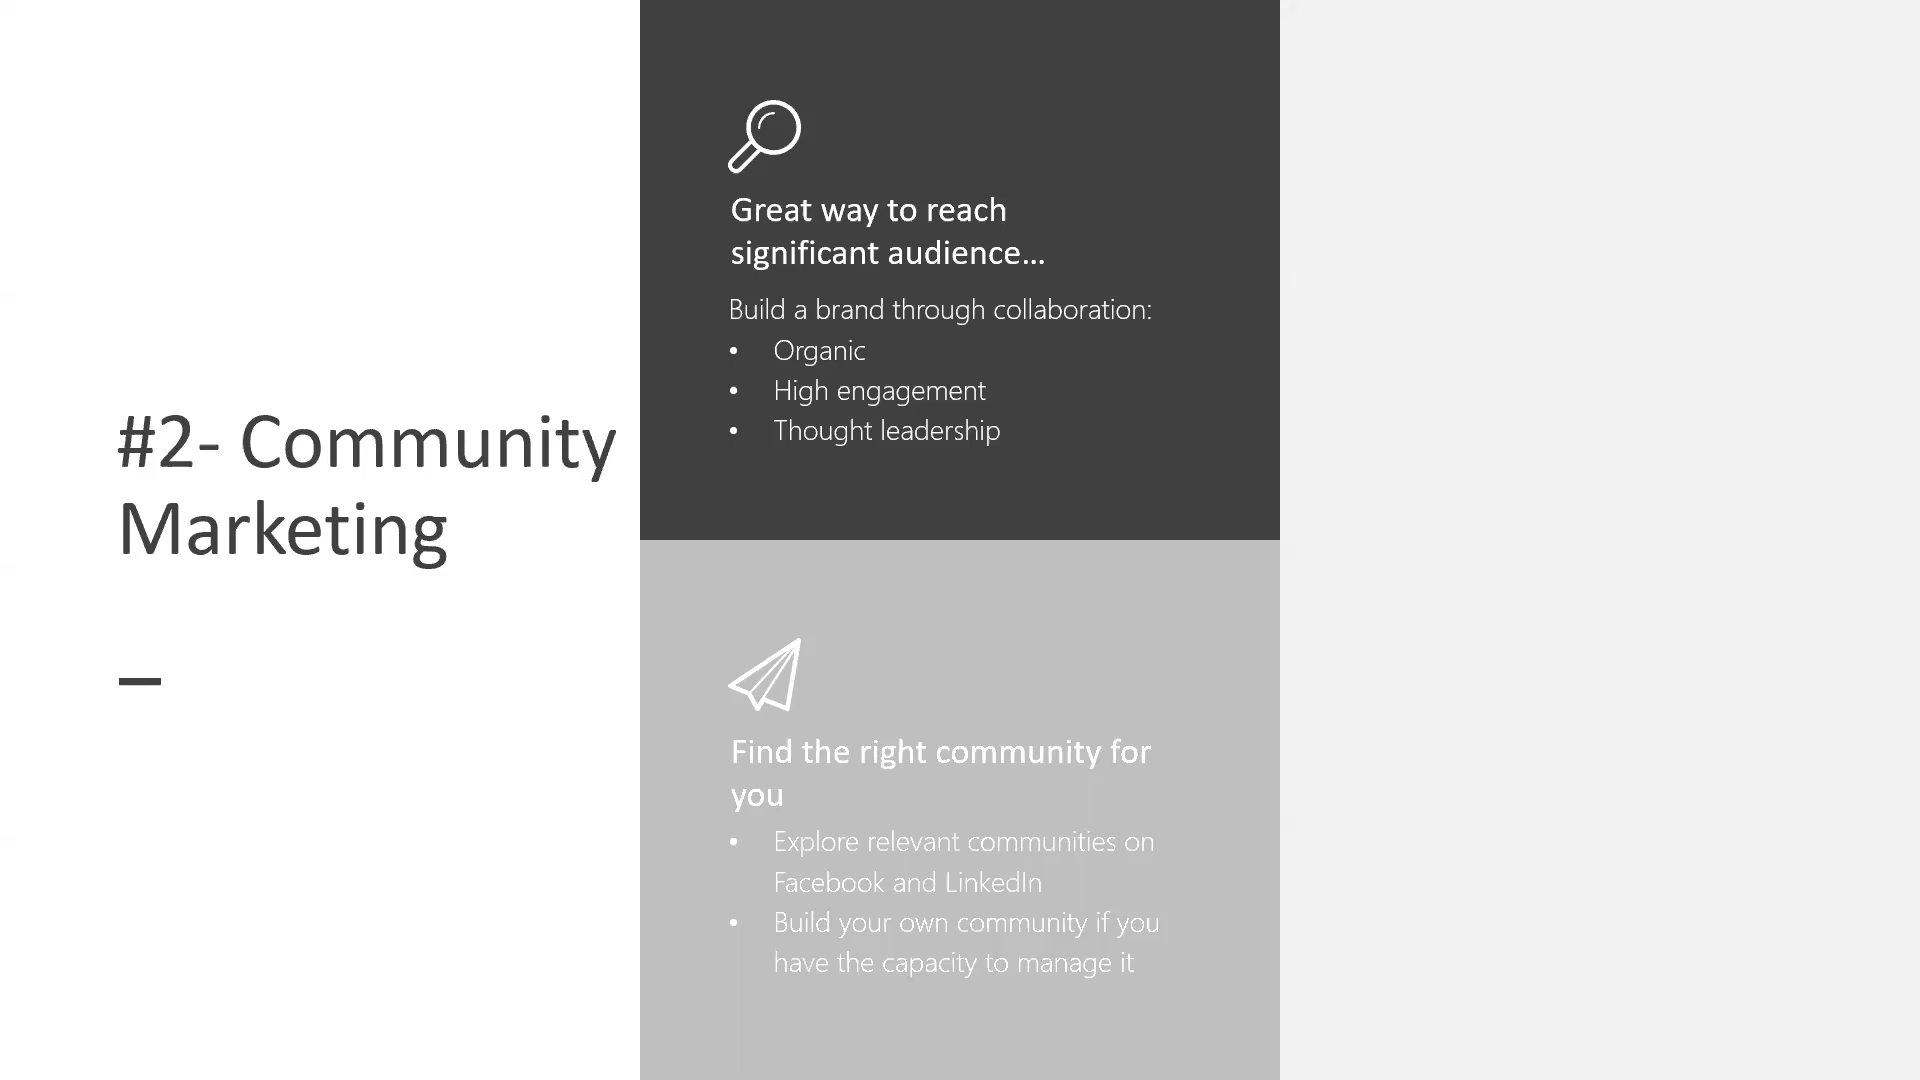 #2- Community
Marketing
Great way to reach
significant audience...
Build a brand through collaboration:
• Organic
• High engagement
• Thought leadership
Find the right community for
you
• Explore relevant communities on
Facebook and LinkedIn
• Build your own community if you
have the capacity to manage it